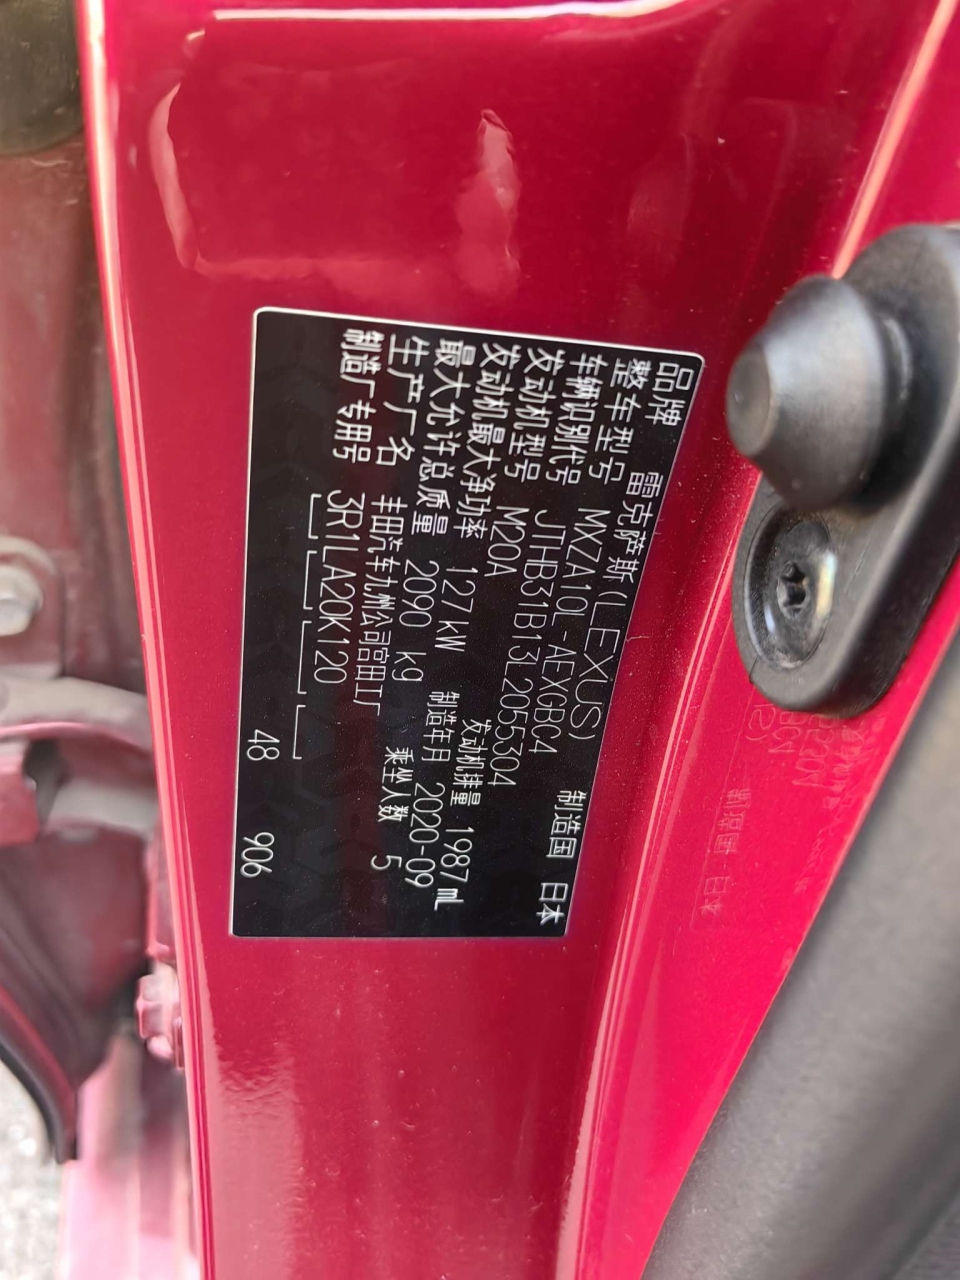 品牌 雷克萨斯(LEXUS) 制造国 日本
整车型号 MXZA10L-AEXGBC4
车辆识别代号 JTHB31B13L2055304
发动机型号 M20A 发动机排量 1987mL
发动机最大净功率 127kW 制造年月 2020-09
最大允许总质量 2090 kg 乘坐人数 5
生产厂名 丰田汽车九州公司宫田工厂
制造厂专用号 3R1LA20K120
48 906